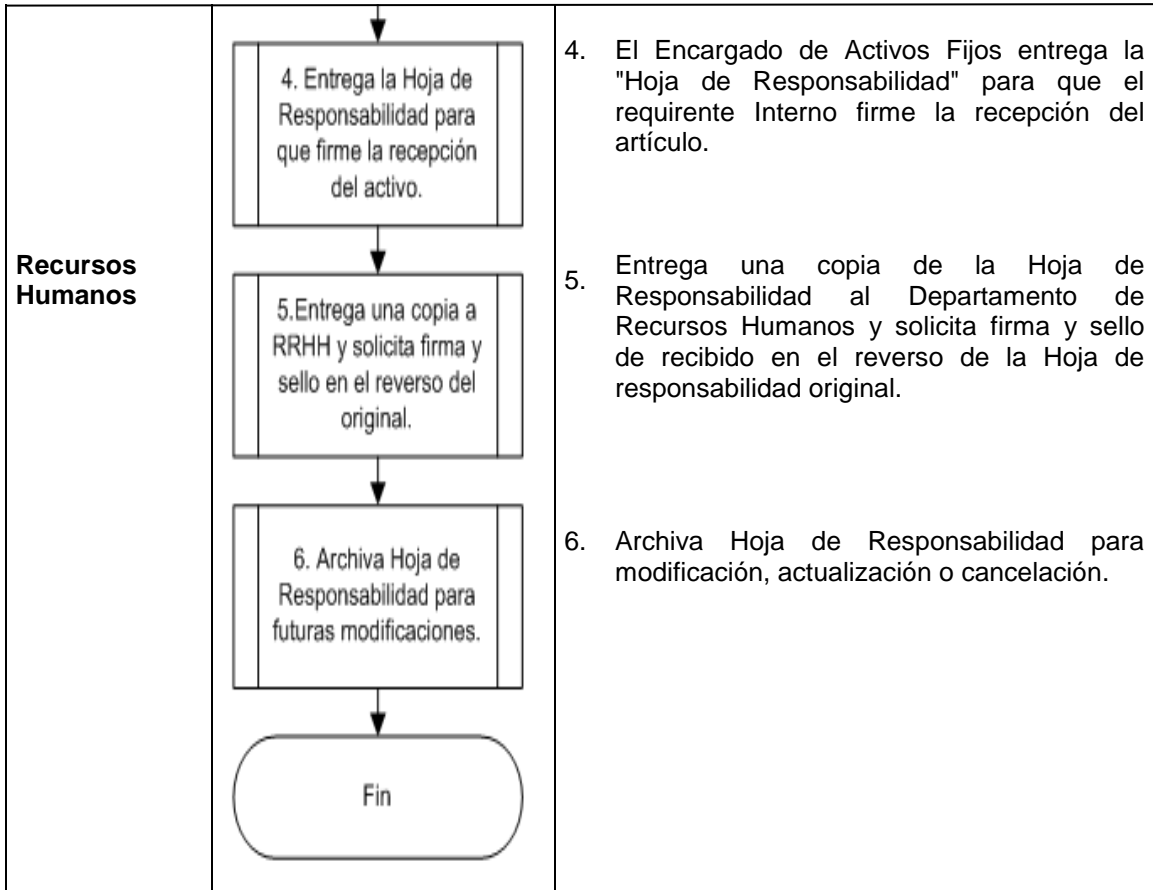 Recursos
Humanos
4. Entrega la Hoja de
Responsabilidad para
que firme la recepción
del activo.
5.Entrega una copia a
RRHH y solicita firma y
sello en el reverso del
original.
6. Archiva Hoja de
Responsabilidad para
futuras modificaciones.
Fin
4. El Encargado de Activos Fijos entrega la
"Hoja de Responsabilidad" para que el
requirente Interno firme la recepción del
artículo.
5. Entrega una copia de la Hoja de
Responsabilidad al Departamento de
Recursos Humanos y solicita firma y sello
de recibido en el reverso de la Hoja de
responsabilidad original.
6. Archiva Hoja de Responsabilidad para
modificación, actualización o cancelación.